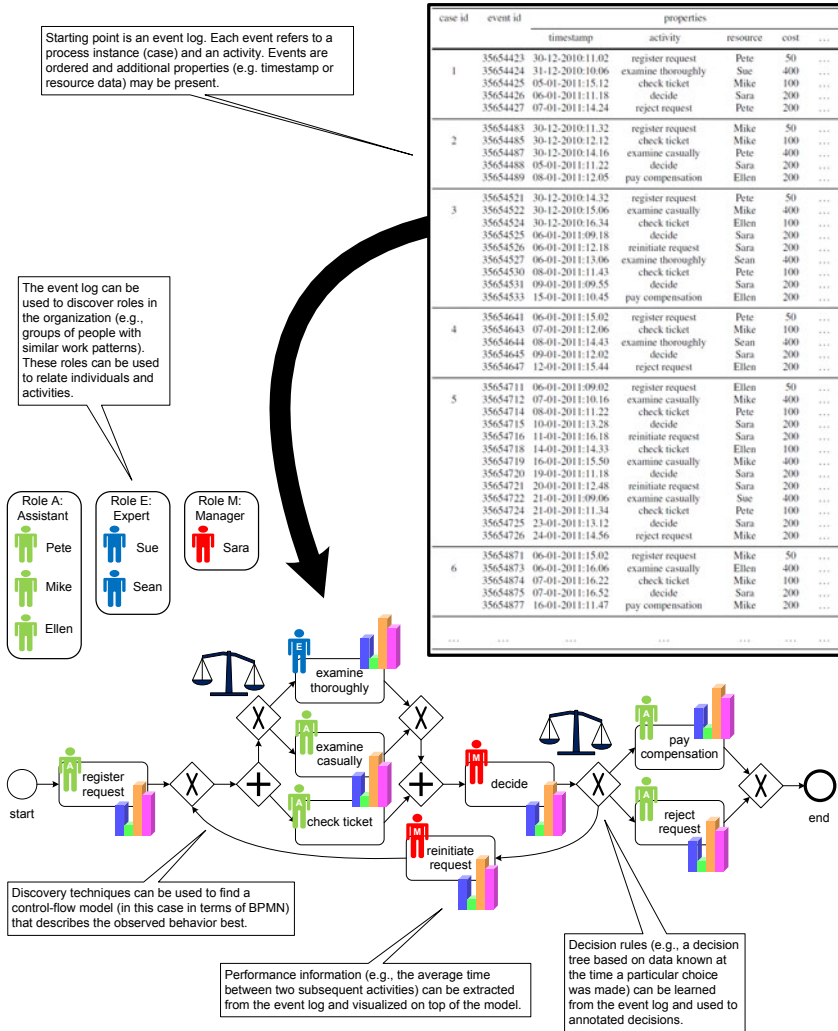 Starting point is an event log. Each event refers to a
process instance (case) and an activity. Events are
ordered and additional properties (e.g. timestamp or
resource data) may be present.
case id event id properties
timestamp activity resource cost …
35654423 30-12-2010:11.02 register request Pete 50 …
1 35654424 31-12-2010:10.06 examine thoroughly Sue 400 …
35654425 05-01-2011:15.12 check ticket Mike 100 …
35654426 06-01-2011:11.18 decide Sara 200 …
35654427 07-01-2011:14.24 reject request Pete 200 …
35654483 30-12-2010:11.32 register request Mike 50 …
2 35654485 30-12-2010:12.12 check ticket Mike 100 …
35654487 30-12-2010:14.16 examine casually Pete 400 …
35654488 05-01-2011:11.22 decide Sara 200 …
35654489 08-01-2011:12.05 pay compensation Ellen 200 …
35654521 30-12-2010:14.32 register request Pete 50 …
3 35654522 30-12-2010:15.06 examine casually Mike 400 …
35654524 30-12-2010:16.34 check ticket Ellen 100 …
35654525 06-01-2011:09.18 decide Sara 200 …
35654526 06-01-2011:12.18 reinitiate request Sara 200 …
35654527 06-01-2011:13.06 examine thoroughly Sean 400 …
35654530 08-01-2011:11.43 check ticket Pete 100 …
35654531 09-01-2011:09.55 decide Sara 200 …
35654533 15-01-2011:10.45 pay compensation Ellen 200 …
35654641 06-01-2011:15.02 register request Pete 50 …
4 35654643 07-01-2011:12.06 check ticket Mike 100 …
35654644 08-01-2011:14.43 examine thoroughly Sean 400 …
35654645 09-01-2011:12.02 decide Sara 200 …
35654647 12-01-2011:15.44 reject request Ellen 200 …
35654711 06-01-2011:09.02 register request Ellen 50 …
5 35654712 07-01-2011:10.16 examine casually Mike 400 …
35654714 08-01-2011:11.22 check ticket Pete 100 …
35654715 10-01-2011:13.28 decide Sara 200 …
35654716 11-01-2011:16.18 reinitiate request Sara 200 …
35654718 14-01-2011:14.33 check ticket Ellen 100 …
35654719 16-01-2011:15.50 examine casually Mike 400 …
35654720 19-01-2011:11.18 decide Sara 200 …
35654721 20-01-2011:12.48 reinitiate request Sara 200 …
35654722 21-01-2011:09.06 examine casually Sue 400 …
35654724 21-01-2011:11.34 check ticket Pete 100 …
35654725 23-01-2011:13.12 decide Sara 200 …
35654726 24-01-2011:14.56 reject request Mike 200 …
35654871 06-01-2011:15.02 register request Mike 50 …
6 35654873 06-01-2011:16.06 examine casually Ellen 400 …
35654874 07-01-2011:16.22 check ticket Mike 100 …
35654875 07-01-2011:16.52 decide Sara 200 …
35654877 16-01-2011:11.47 pay compensation Mike 200 …
… … … … … … …
The event log can be
used to discover roles in
the organization (e.g.,
groups of people with
similar work patterns).
These roles can be used
to relate individuals and
activities.
Role A:
Assistant
Pete
Mike
Ellen
Role E:
Expert
Sue
Sean
Role M:
Manager
Sara
start
A
register
request
E
examine
thoroughly
A
examine
casually
A
check ticket
M
decide
M
reinitiate
request
A
pay
compensation
A
reject
request
end
Discovery techniques can be used to find a
control-flow model (in this case in terms of BPMN)
that describes the observed behavior best.
Performance information (e.g., the average time
between two subsequent activities) can be extracted
from the event log and visualized on top of the model.
Decision rules (e.g., a decision
tree based on data known at
the time a particular choice
was made) can be learned
from the event log and used to
annotated decisions.